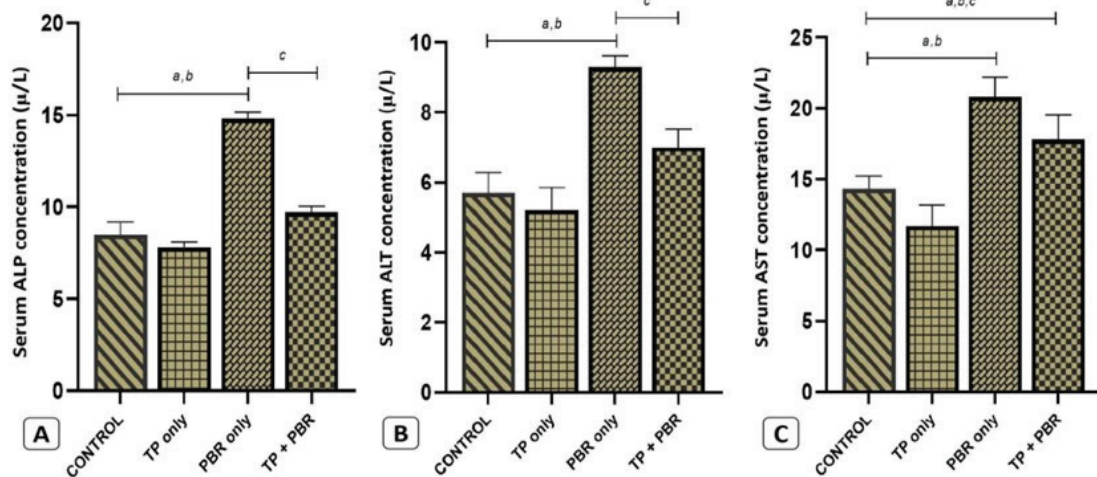 Serum ALP concentration (μ/L)
20
15
10
5
0
a,b
c
CONTROL
TP only
PBR only
TP + PBR
A
Serum ALT concentration (μ/L)
10
8
6
4
2
0
a,b
c
CONTROL
TP only
PBR only
TP + PBR
B
Serum AST concentration (μ/L)
25
20
15
10
5
0
a,b,c
a,b
CONTROL
TP only
PBR only
TP + PBR
C